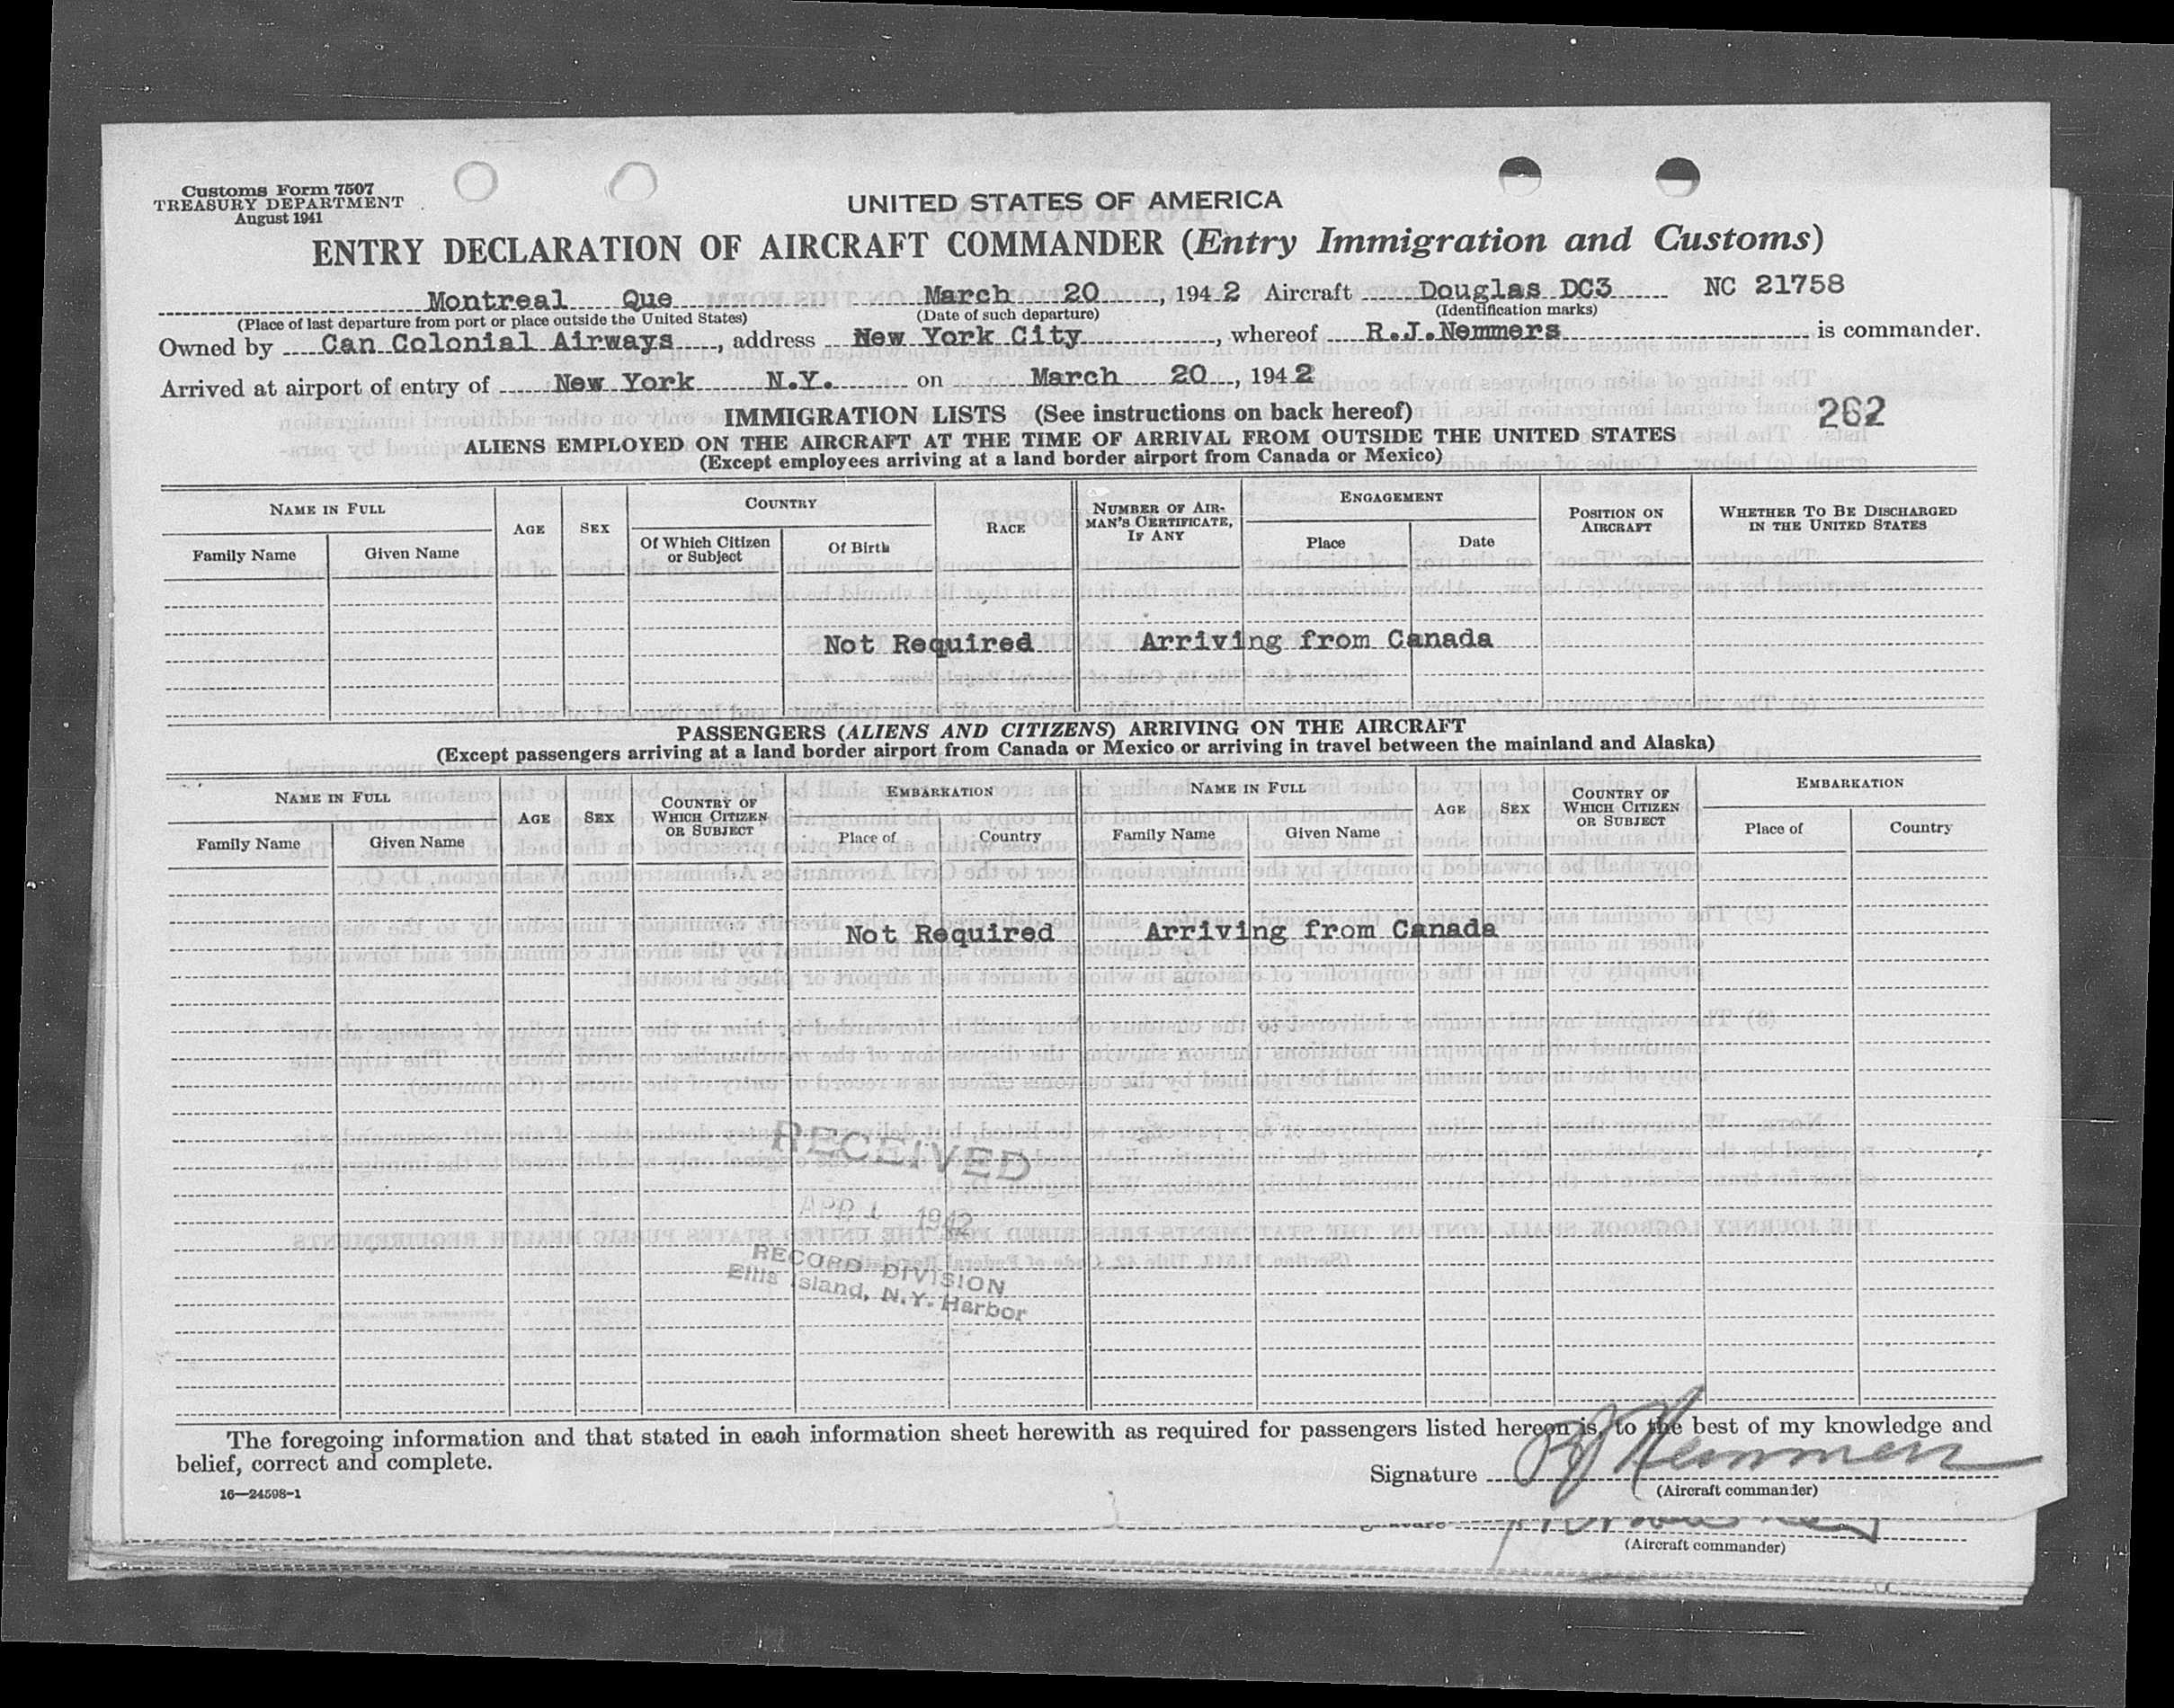 Customs Form 7507
TREASURY DEPARTMENT
August 1941
UNITED STATES OF AMERICA
ENTRY DECLARATION OF AIRCRAFT COMMANDER (Entry Immigration and Customs)
Montreal Que March 20, 1942 Aircraft Douglas DC3 NC 21758
(Place of last departure from port or place outside the United States) (Date of such departure) (Identification marks)
Owned by Can Colonial Airways, address New York City, whereof R.J.Nemmers is commander.
Arrived at airport of entry of New York N.Y. on March 20, 1942
IMMIGRATION LISTS (See instructions on back hereof)
262
ALIENS EMPLOYED ON THE AIRCRAFT AT THE TIME OF ARRIVAL FROM OUTSIDE THE UNITED STATES
(Except employees arriving at a land border airport from Canada or Mexico)
NAME IN FULL AGE SEX COUNTRY RACE NUMBER OF AIRMAN'S CERTIFICATE, IF ANY ENGAGEMENT POSITION ON AIRCRAFT WHETHER TO BE DISCHARGED IN THE UNITED STATES
Family Name Given Name Of Which Citizen or Subject Of Birth Place Date
Not Required Arriving from Canada
PASSENGERS (ALIENS AND CITIZENS) ARRIVING ON THE AIRCRAFT
(Except passengers arriving at a land border airport from Canada or Mexico or arriving in travel between the mainland and Alaska)
NAME IN FULL AGE SEX COUNTRY OF WHICH CITIZEN OR SUBJECT EMBARKATION NAME IN FULL AGE SEX COUNTRY OF WHICH CITIZEN OR SUBJECT EMBARKATION
Family Name Given Name Place of Country Family Name Given Name Place of Country
Not Required Arriving from Canada
RECEIVED
APR 1 1942
RECORD DIVISION
Ellis Island, N.Y. Harbor
The foregoing information and that stated in each information sheet herewith as required for passengers listed hereon is, to the best of my knowledge and
belief, correct and complete.
Signature RJ Nemmers
(Aircraft commander)
16—24598-1
(Aircraft commander)